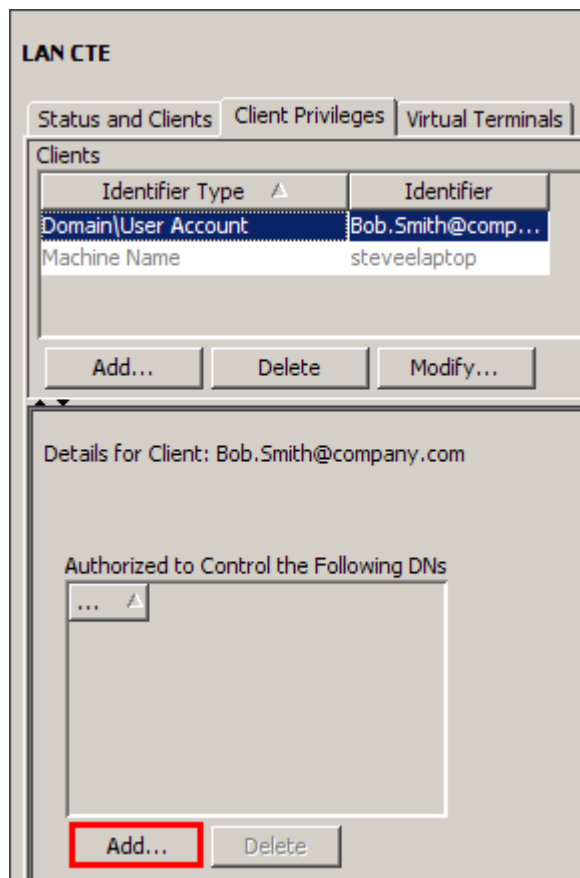 LAN CTE
Status and Clients Client Privileges Virtual Terminals
Clients
Identifier Type Identifier
Domain\User Account Bob.Smith@comp...
Machine Name steveelaptop
Add... Delete Modify...
Details for Client: Bob.Smith@company.com
Authorized to Control the Following DNs
...
Add... Delete